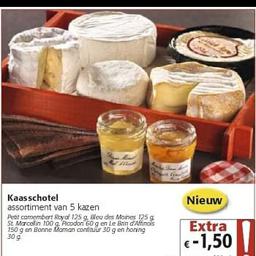 Kaasschotel
assortiment van 5 kazen
Petit camembert Royal 125 g, Bleu des Moines 125 g,
St. Marcellin 100 g, Picodon 60 g en Le Brin d'Affinois
150 g en Bonne Maman confituur 30 g en honing
30 g.
Nieuw
Extra
€ -1,50